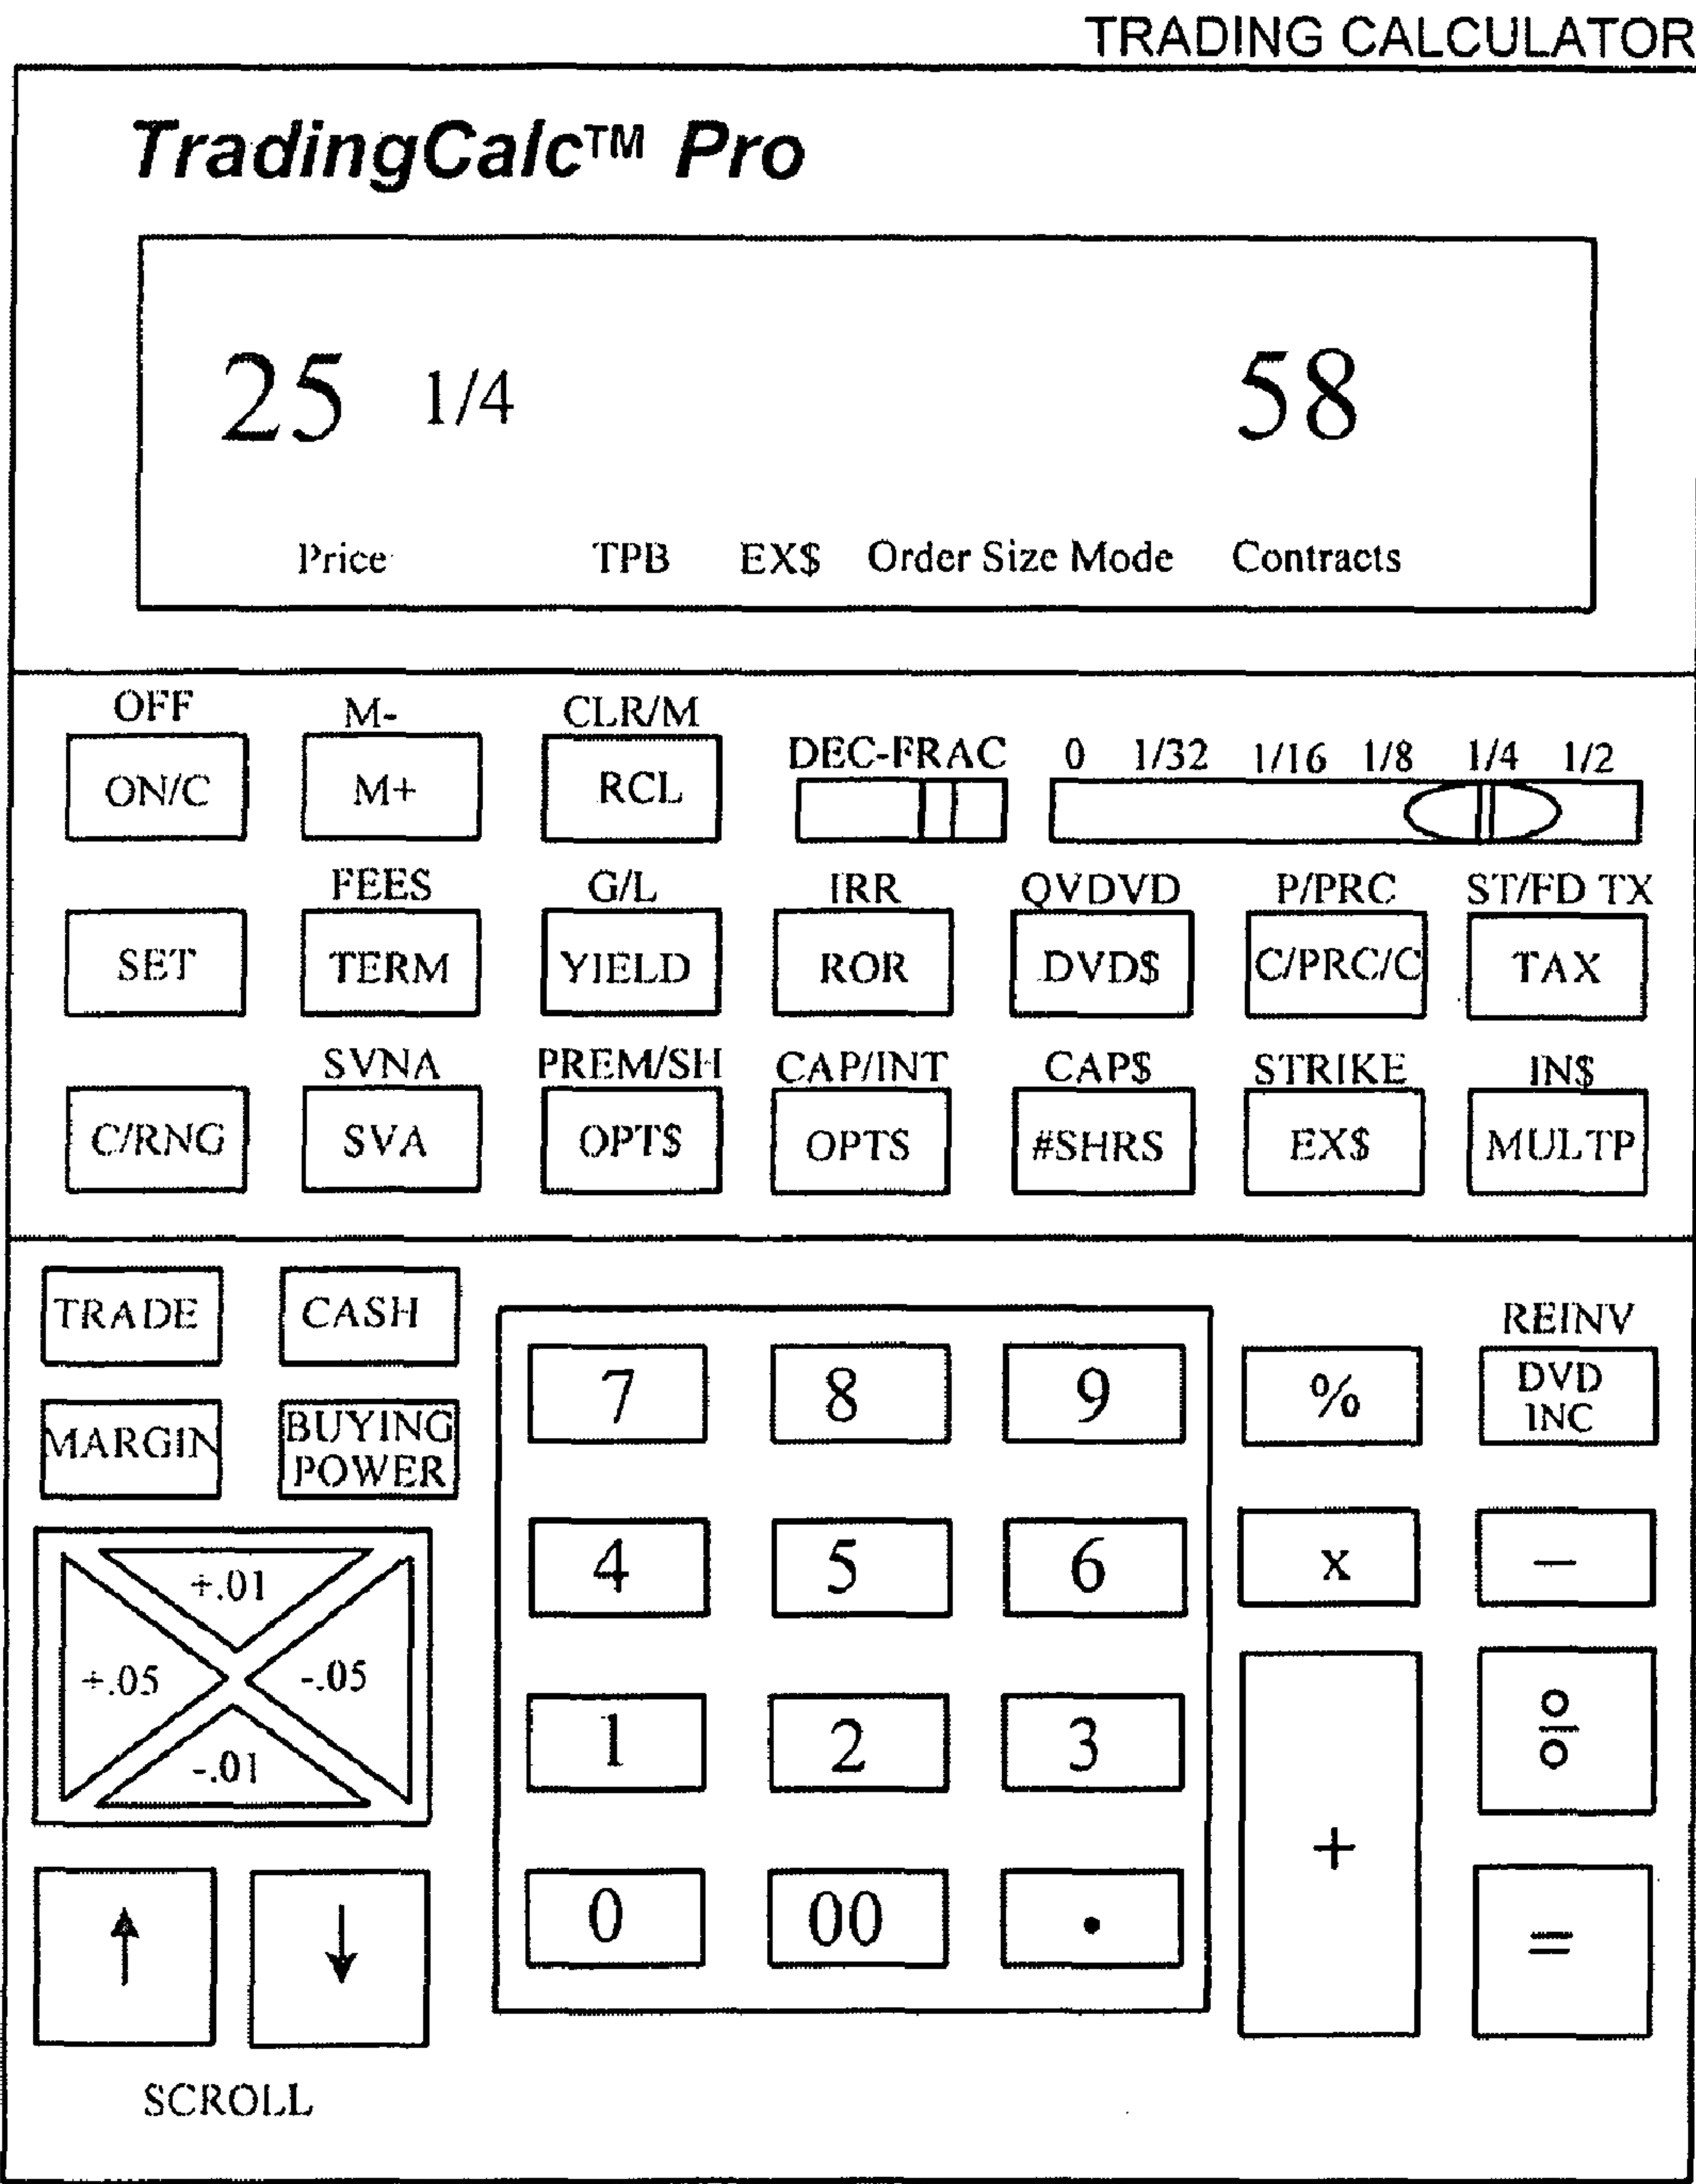 TRADING CALCULATOR
TradingCalc™ Pro
25 1/4 58
Price TPB EX$ Order Size Mode Contracts
OFF M- CLR/M
DEC-FRAC 0 1/32 1/16 1/8 1/4 1/2
ON/C M+ RCL
FEES G/L IRR QVDVD P/PRC ST/FD TX
SET TERM YIELD ROR DVD$ C/PRC/C TAX
SVNA PREM/SH CAP/INT CAP$ STRIKE IN$
C/RNG SVA OPT$ OPTS #SHRS EX$ MULTP
TRADE CASH
REINV
7 8 9 % DVD
INC
MARGIN BUYING
POWER
4 5 6 x −
+.01
+.05 -.05
-.01
1 2 3 + ÷
0 00 . =
↑ ↓
SCROLL